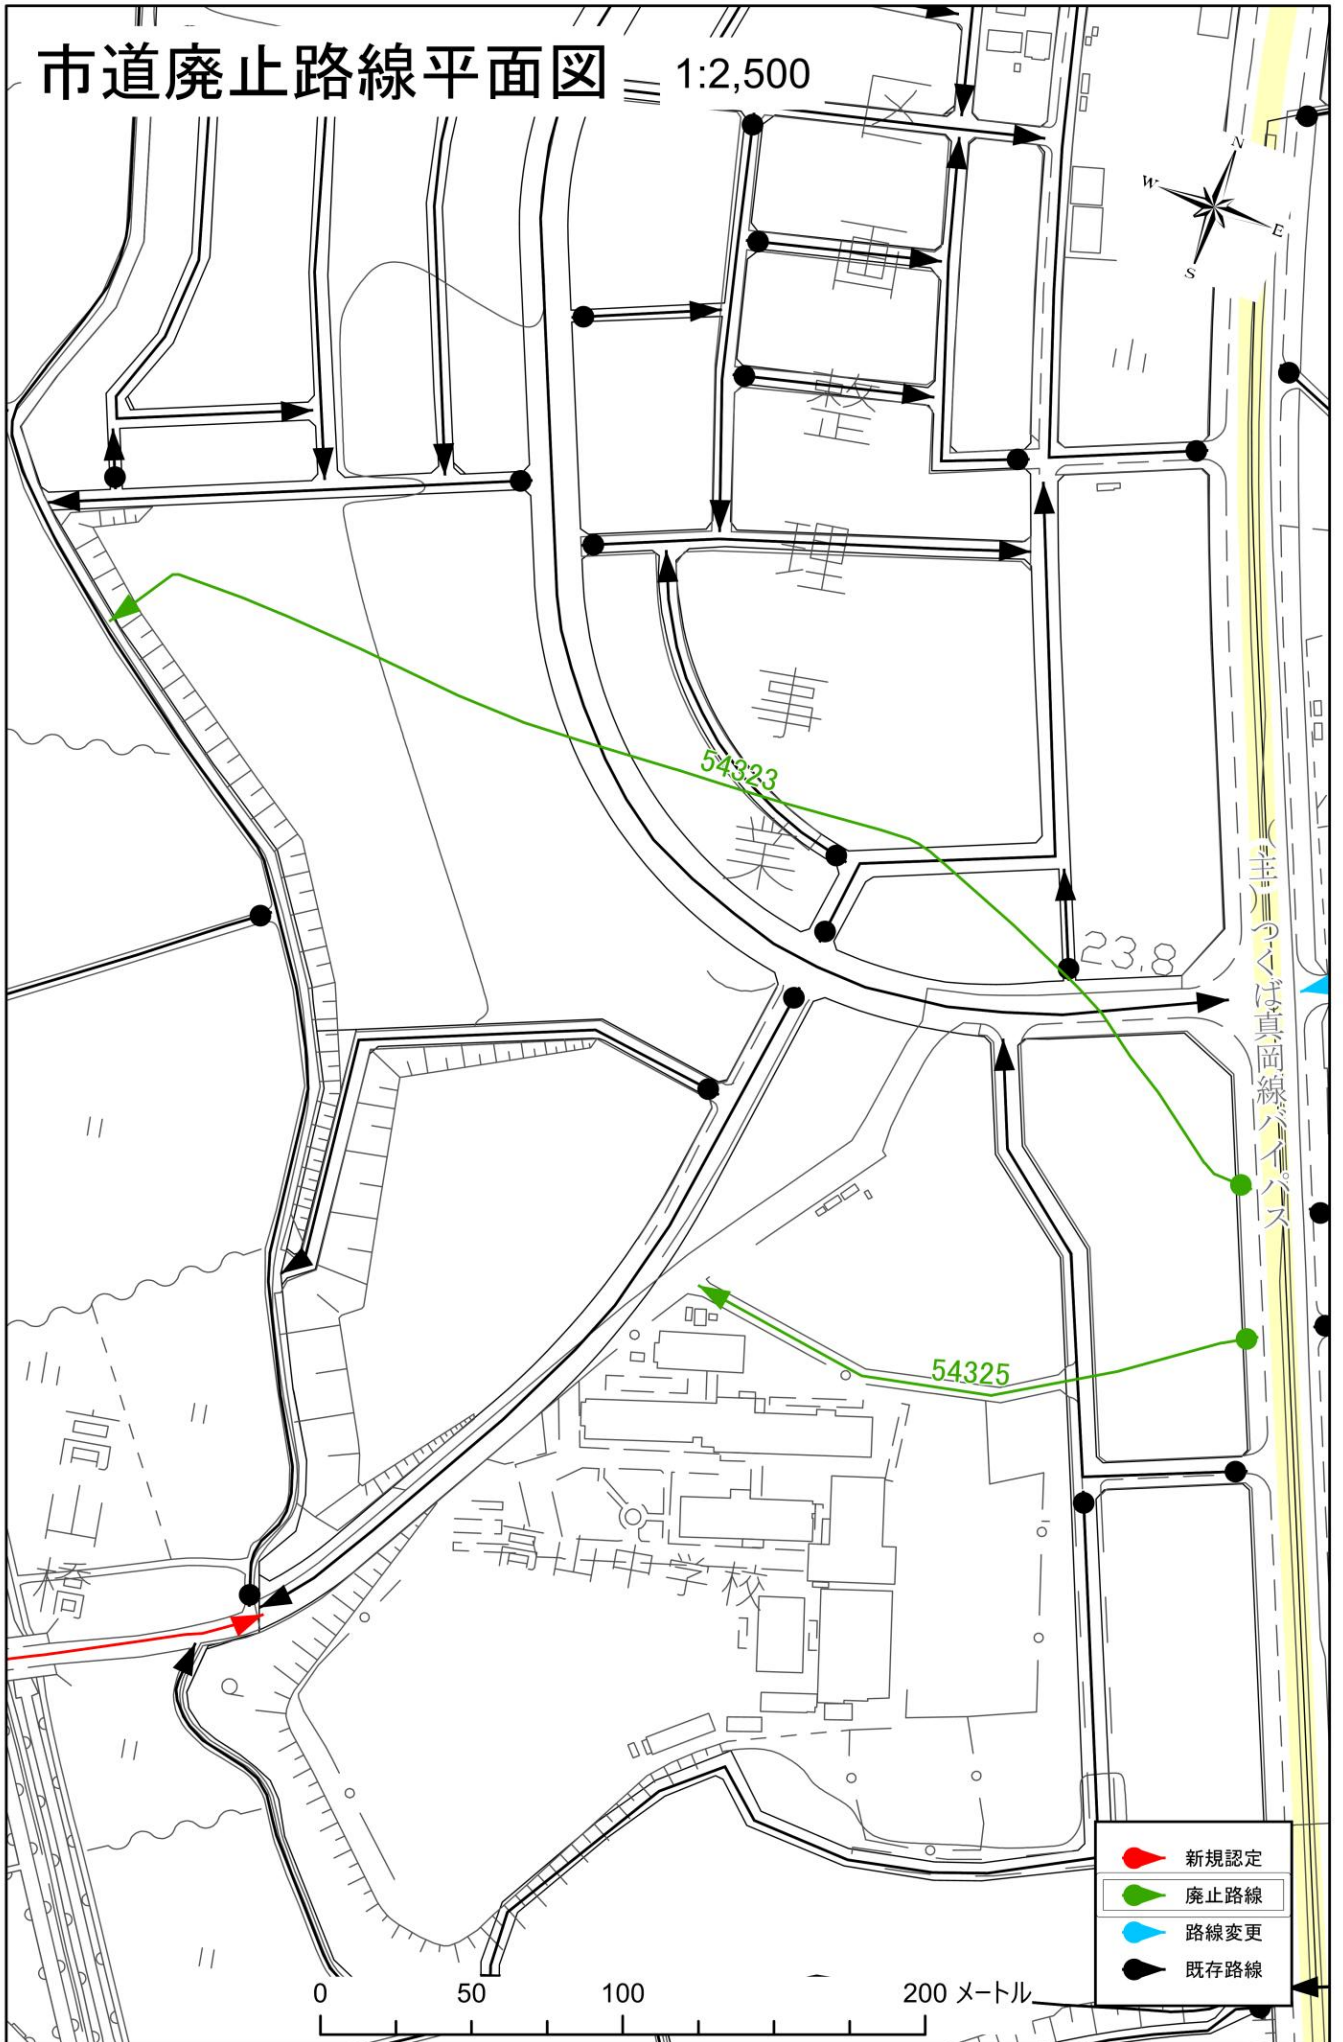 市道廃止路線平面図 1:2,500
N
W
E
S
区
画
整
理
事
業
54323
23.8
(主)つくば真岡線バイパス
54325
高山橋
高山中学校
新規認定
廃止路線
路線変更
既存路線
0 50 100 200 メートル